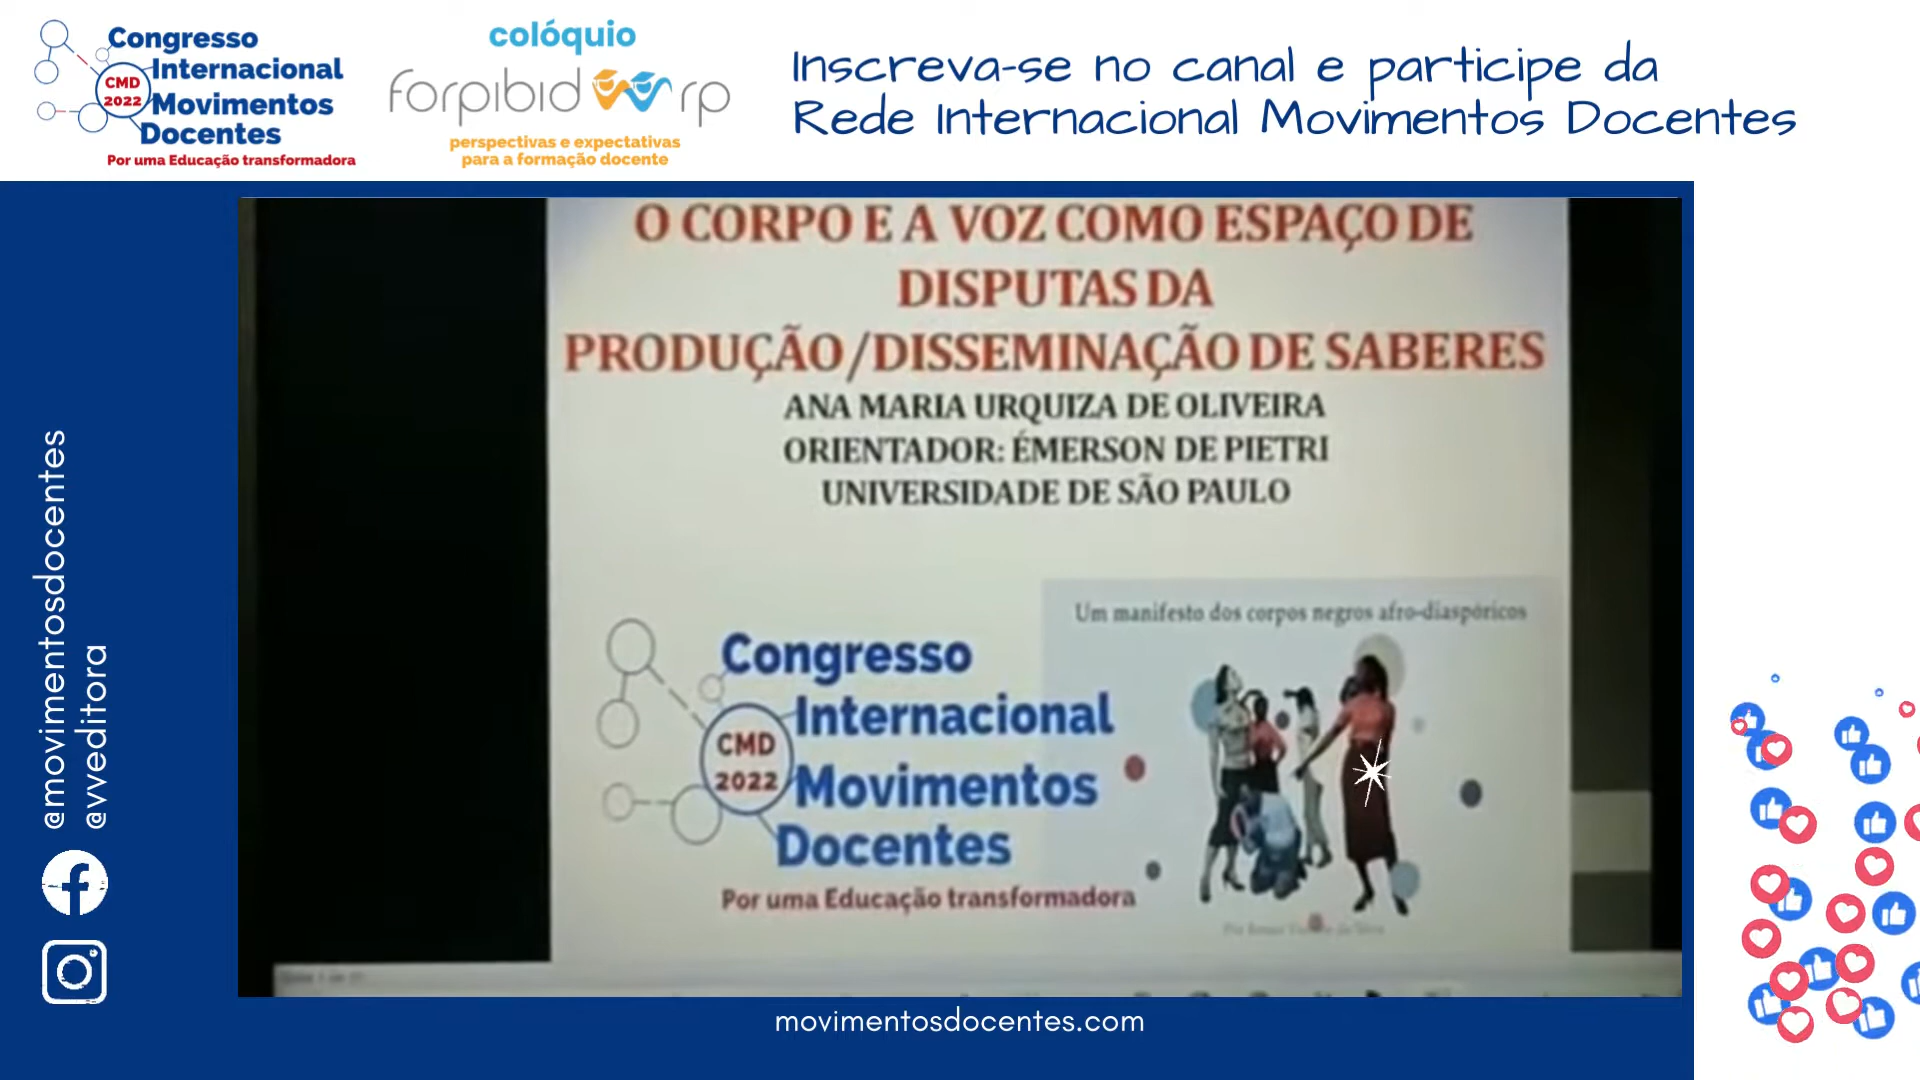 Congresso
Internacional
Movimentos
Docentes
CMD
2022
Por uma Educação transformadora
colóquio
forpibid rp
perspectivas e expectativas
para a formação docente
Inscreva-se no canal e participe da
Rede Internacional Movimentos Docentes
O CORPO E A VOZ COMO ESPAÇO DE
DISPUTAS DA
PRODUÇÃO/DISSEMINAÇÃO DE SABERES
ANA MARIA URQUIZA DE OLIVEIRA
ORIENTADOR: ÉMERSON DE PIETRI
UNIVERSIDADE DE SÃO PAULO
Um manifesto dos corpos negros afro-diaspóricos
Congresso
Internacional
CMD
2022
Movimentos
Docentes
Por uma Educação transformadora
@movimentosdocentes
@vveditora
movimentosdocentes.com